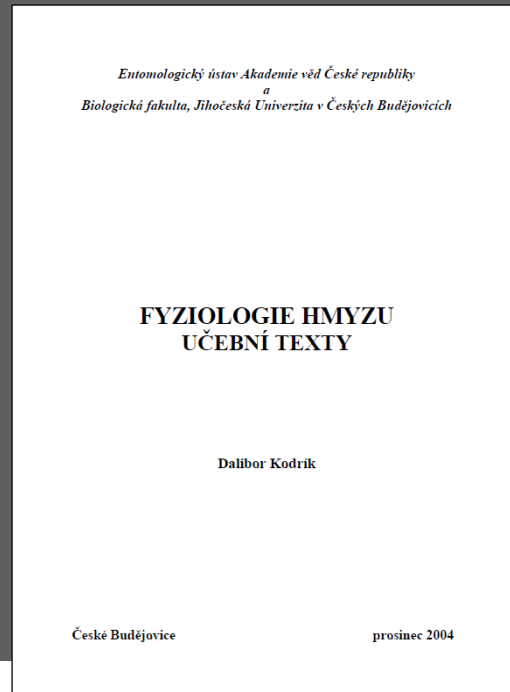 Entomologický ústav Akademie věd České republiky
a
Biologická fakulta, Jihočeská Univerzita v Českých Budějovicích
FYZIOLOGIE HMYZU
UČEBNÍ TEXTY
Dalibor Kodrík
České Budějovice prosinec 2004